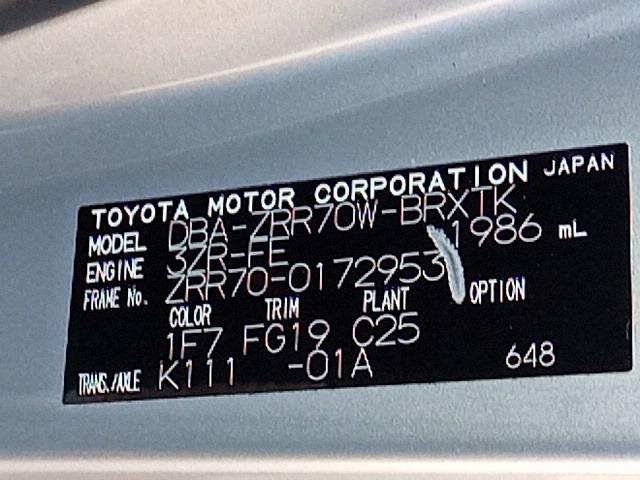 TOYOTA MOTOR CORPORATION JAPAN
MODEL DBA-ZRR70W-BRXTK
ENGINE 3ZR-FE 1986 mL
FRAME No. ZRR70-0172953
COLOR TRIM PLANT OPTION
1F7 FG19 C25
TRANS./AXLE K111 -01A 648